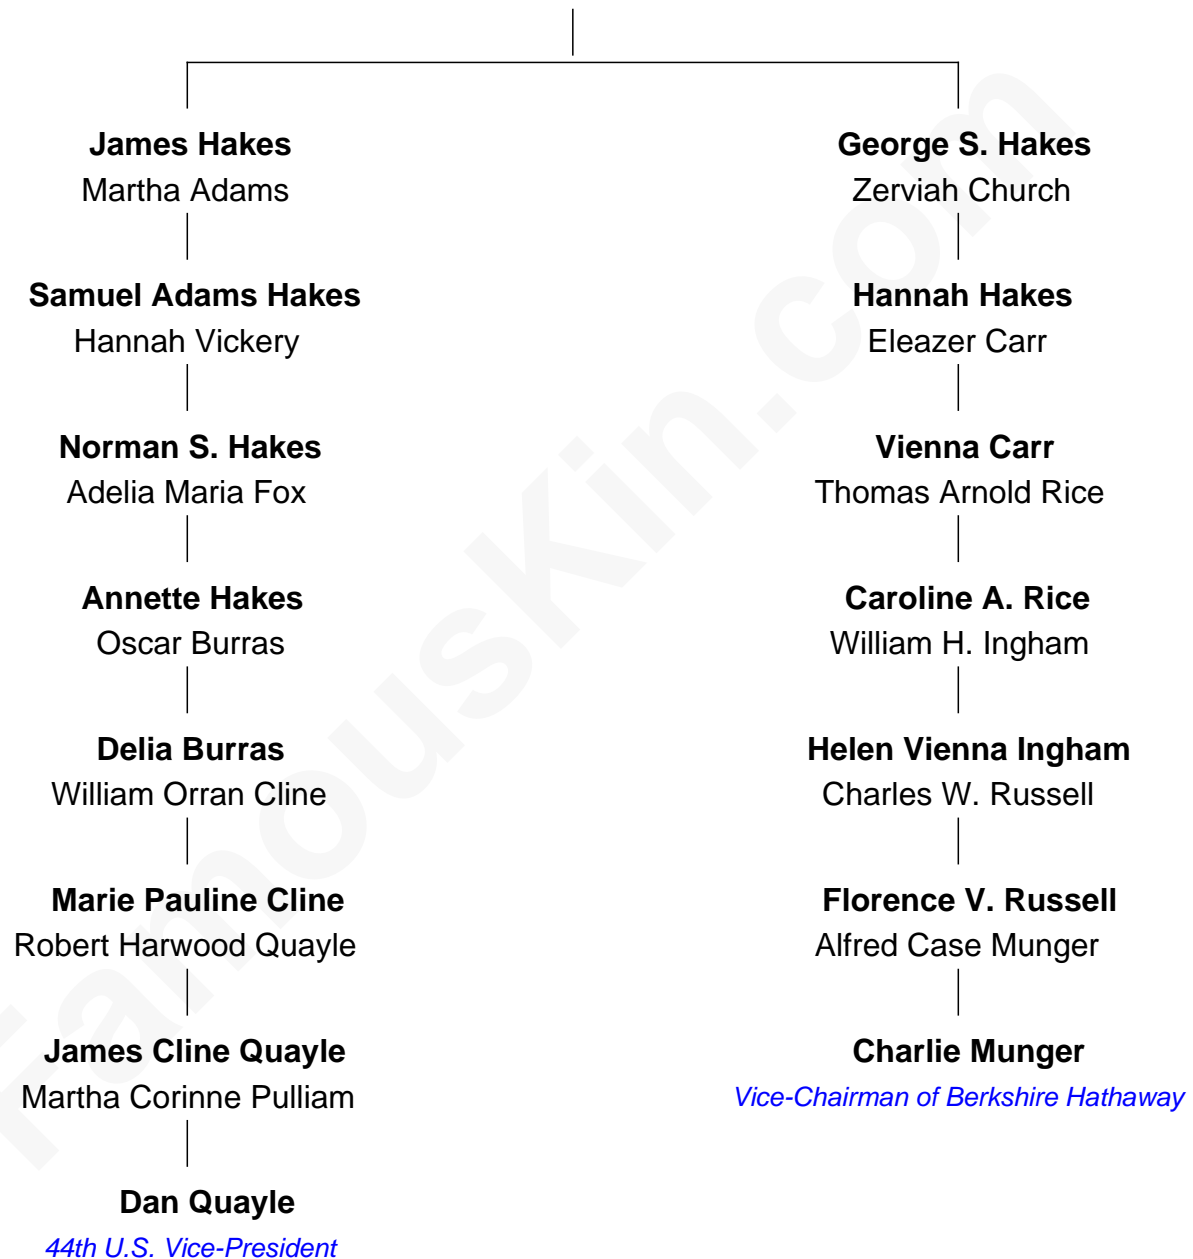 James Hakes
Martha Adams
George S. Hakes
Zerviah Church
Samuel Adams Hakes
Hannah Vickery
Hannah Hakes
Eleazer Carr
Norman S. Hakes
Adelia Maria Fox
Vienna Carr
Thomas Arnold Rice
Annette Hakes
Oscar Burras
Caroline A. Rice
William H. Ingham
Delia Burras
William Orran Cline
Helen Vienna Ingham
Charles W. Russell
Marie Pauline Cline
Robert Harwood Quayle
Florence V. Russell
Alfred Case Munger
James Cline Quayle
Martha Corinne Pulliam
Charlie Munger
Vice-Chairman of Berkshire Hathaway
Dan Quayle
44th U.S. Vice-President
FamousKin.com